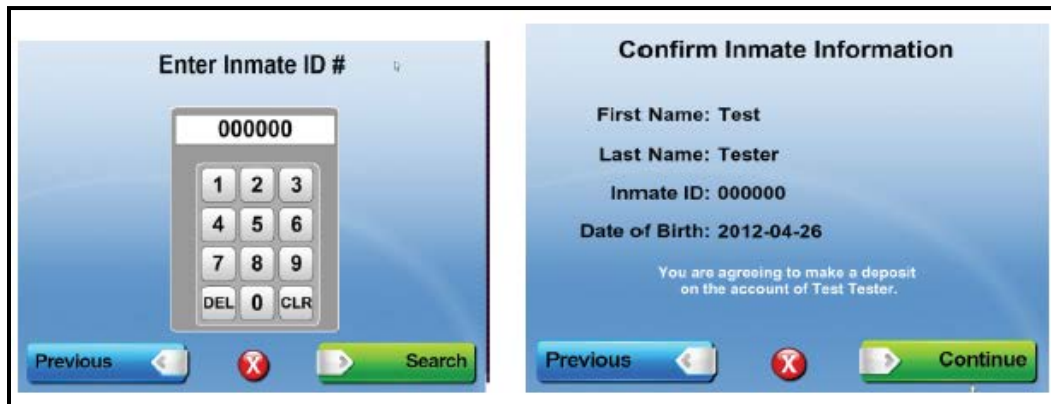 Enter Inmate ID #
000000
1 2 3
4 5 6
7 8 9
DEL 0 CLR
Previous < X > Search
Confirm Inmate Information
First Name: Test
Last Name: Tester
Inmate ID: 000000
Date of Birth: 2012-04-26
You are agreeing to make a deposit
on the account of Test Tester.
Previous < X > Continue